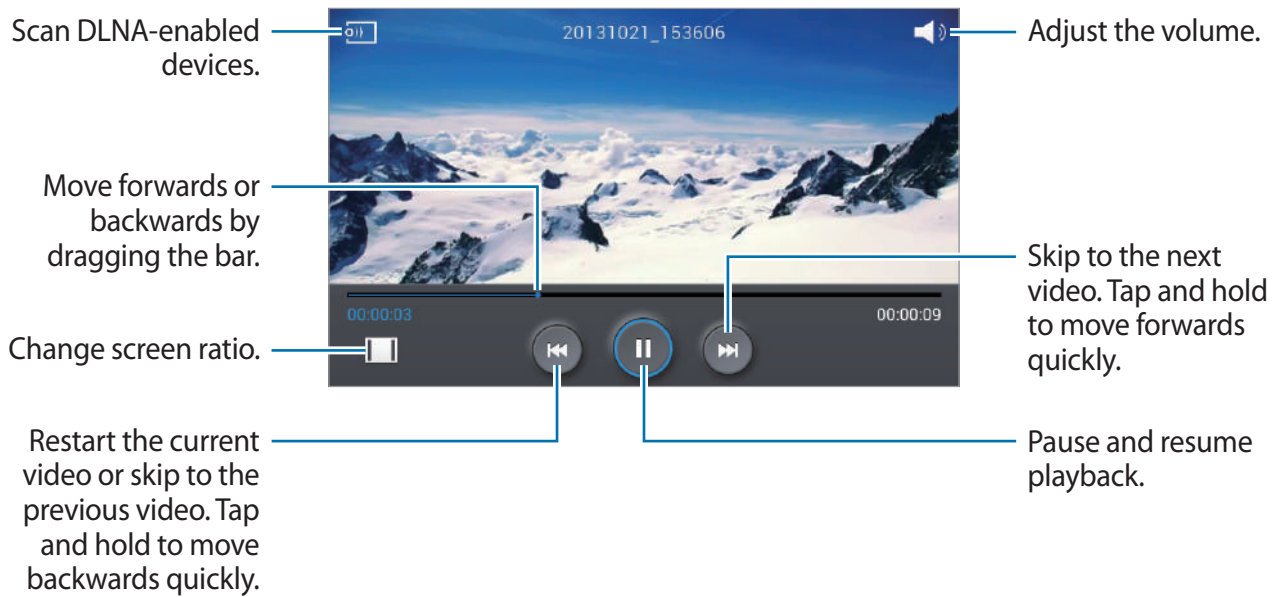 Scan DLNA-enabled
devices.
20131021_153606
Adjust the volume.
Move forwards or
backwards by
dragging the bar.
Skip to the next
video. Tap and hold
to move forwards
quickly.
00:00:03
00:00:09
Change screen ratio.
Restart the current
video or skip to the
previous video. Tap
and hold to move
backwards quickly.
Pause and resume
playback.